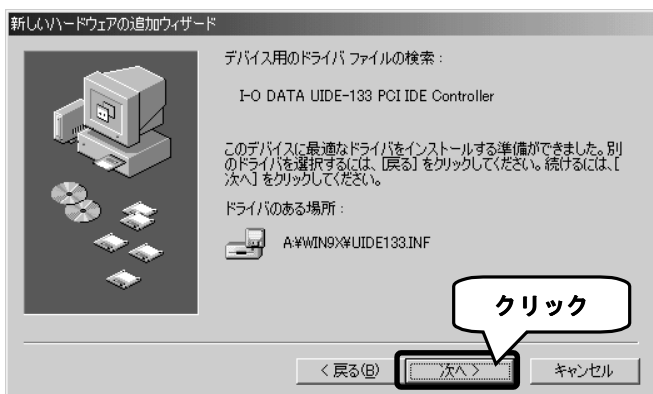 新しいハードウェアの追加ウィザード
デバイス用のドライバ ファイルの検索 :
I-O DATA UIDE-133 PCI IDE Controller
このデバイスに最適なドライバをインストールする準備ができました。別
のドライバを選択するには、[戻る] をクリックしてください。続けるには、[
次へ] をクリックしてください。
ドライバのある場所 :
A:¥WIN9X¥UIDE133.INF
クリック
< 戻る(B)
次へ >
キャンセル